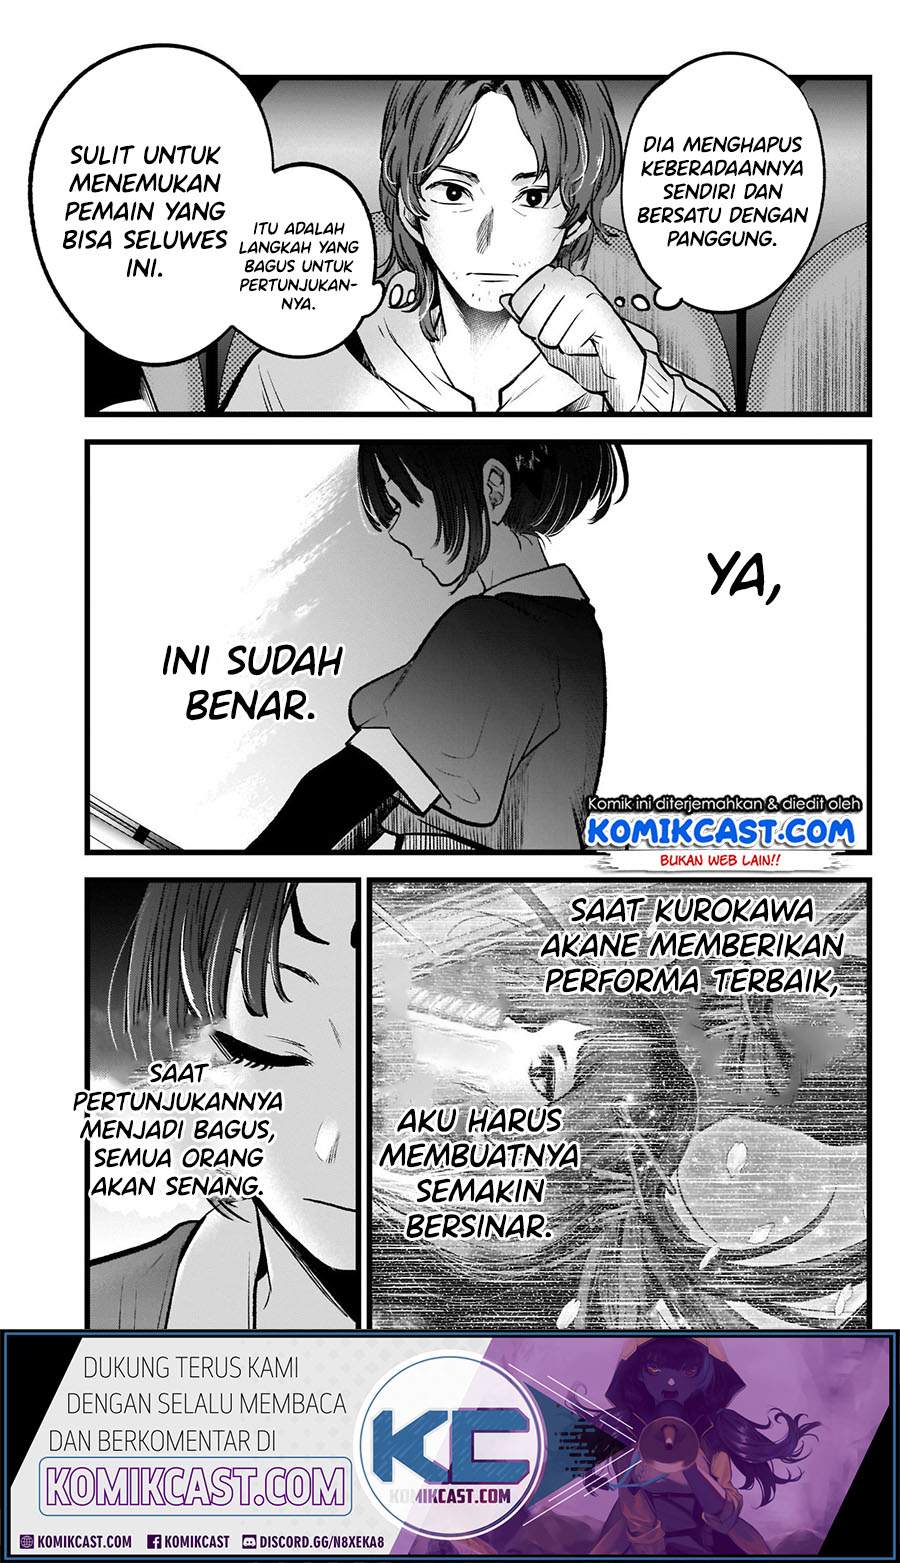 DIA MENGHAPUS
KEBERADAANNYA
SENDIRI DAN
BERSATU DENGAN
PANGGUNG.
ITU ADALAH
LANGKAH YANG
BAGUS UNTUK
PERTUNJUKAN-
NYA.
SULIT UNTUK
MENEMUKAN
PEMAIN YANG
BISA SELUWES
INI.
YA,
INI SUDAH
BENAR.
Komik ini diterjemahkan & diedit oleh
KOMIKCAST.COM
BUKAN WEB LAIN!!
SAAT KUROKAWA
AKANE MEMBERIKAN
PERFORMA TERBAIK,
AKU HARUS
MEMBUATNYA
SEMAKIN
BERSINAR.
SAAT
PERTUNJUKANNYA
MENJADI BAGUS,
SEMUA ORANG
AKAN SENANG.
DUKUNG TERUS KAMI
DENGAN SELALU MEMBACA
DAN BERKOMENTAR DI
KOMIKCAST.COM
KOMIKCAST.COM
FACEBOOK
DISCORD.GG/N8XEKA8
KC
KOMIKCAST.COM